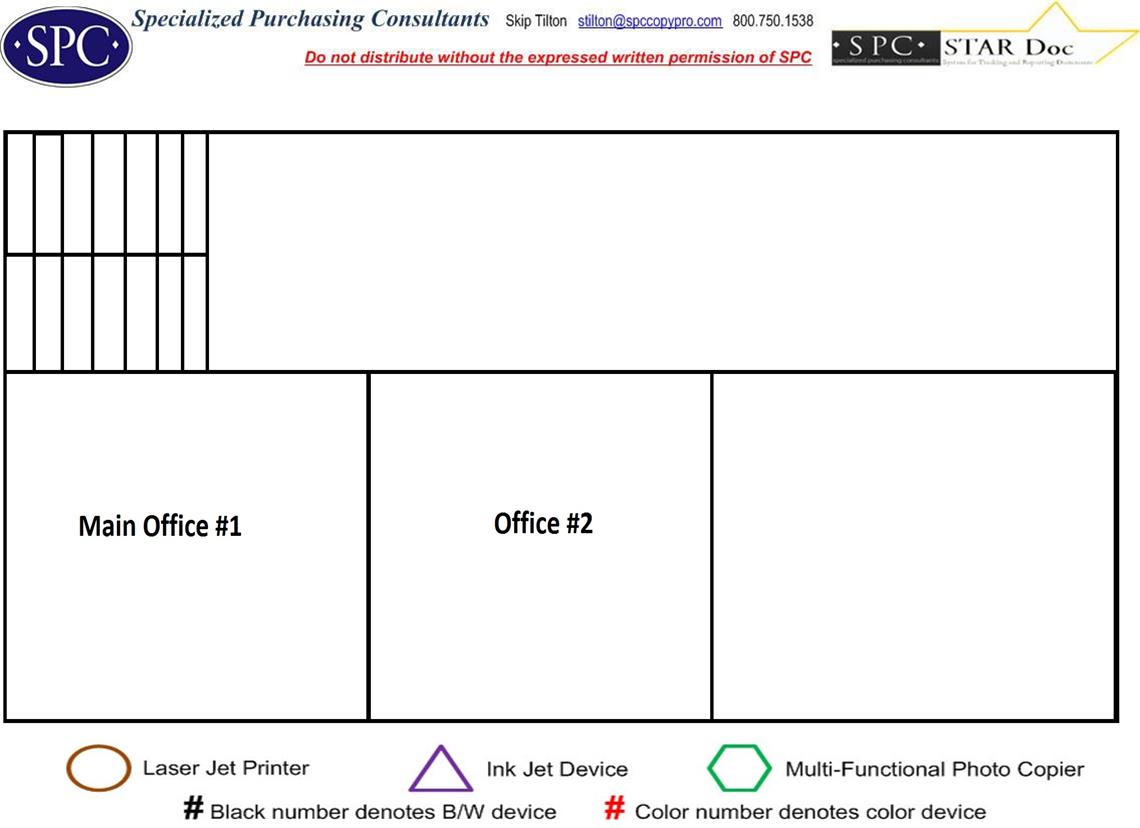 ·SPC·
Specialized Purchasing Consultants Skip Tilton stilton@spccopypro.com 800.750.1538
Do not distribute without the expressed written permission of SPC
·SPC· STAR Doc
specialized purchasing consultants System for Tracking and Reporting Documents
Main Office #1
Office #2
Laser Jet Printer
Ink Jet Device
Multi-Functional Photo Copier
# Black number denotes B/W device
# Color number denotes color device